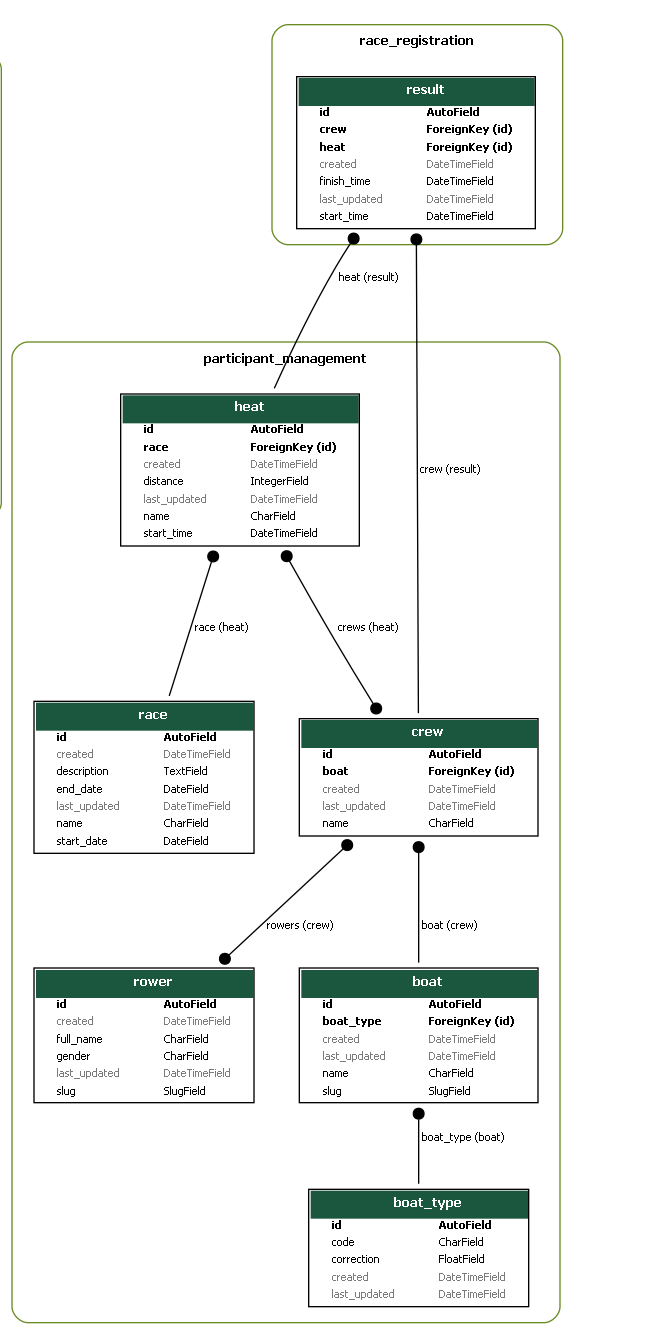 race_registration
result
id AutoField
crew ForeignKey (id)
heat ForeignKey (id)
created DateTimeField
finish_time DateTimeField
last_updated DateTimeField
start_time DateTimeField
heat (result)
participant_management
heat
id AutoField
race ForeignKey (id)
created DateTimeField
distance IntegerField
last_updated DateTimeField
name CharField
start_time DateTimeField
crew (result)
race (heat)
crews (heat)
race
id AutoField
created DateTimeField
description TextField
end_date DateField
last_updated DateTimeField
name CharField
start_date DateField
crew
id AutoField
boat ForeignKey (id)
created DateTimeField
last_updated DateTimeField
name CharField
rowers (crew)
boat (crew)
rower
id AutoField
created DateTimeField
full_name CharField
gender CharField
last_updated DateTimeField
slug SlugField
boat
id AutoField
boat_type ForeignKey (id)
created DateTimeField
last_updated DateTimeField
name CharField
slug SlugField
boat_type (boat)
boat_type
id AutoField
code CharField
correction FloatField
created DateTimeField
last_updated DateTimeField